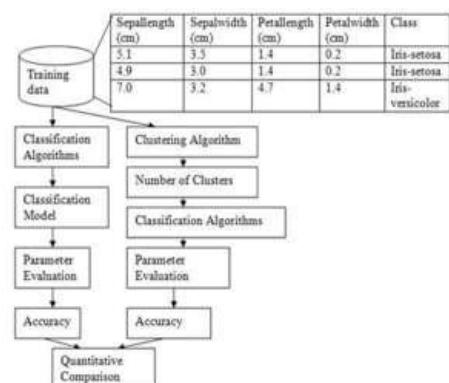 Sepallength Sepalwidth Petallength Petalwidth Class
(cm) (cm) (cm) (cm)
5.1 3.5 1.4 0.2 Iris-setosa
4.9 3.0 1.4 0.2 Iris-setosa
7.0 3.2 4.7 1.4 Iris-
versicolor
Training
data
Classification
Algorithms
Clustering Algorithm
Number of Clusters
Classification
Model
Classification Algorithms
Parameter
Evaluation
Parameter
Evaluation
Accuracy
Accuracy
Quantitative
Comparison